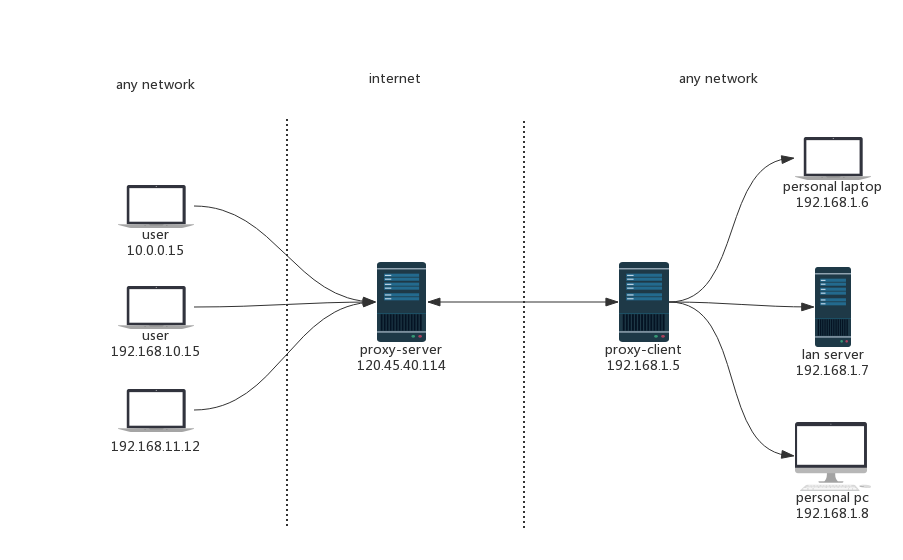 any network
internet
any network
user
10.0.0.15
user
192.168.10.15
192.168.11.12
proxy-server
120.45.40.114
proxy-client
192.168.1.5
personal laptop
192.168.1.6
lan server
192.168.1.7
personal pc
192.168.1.8